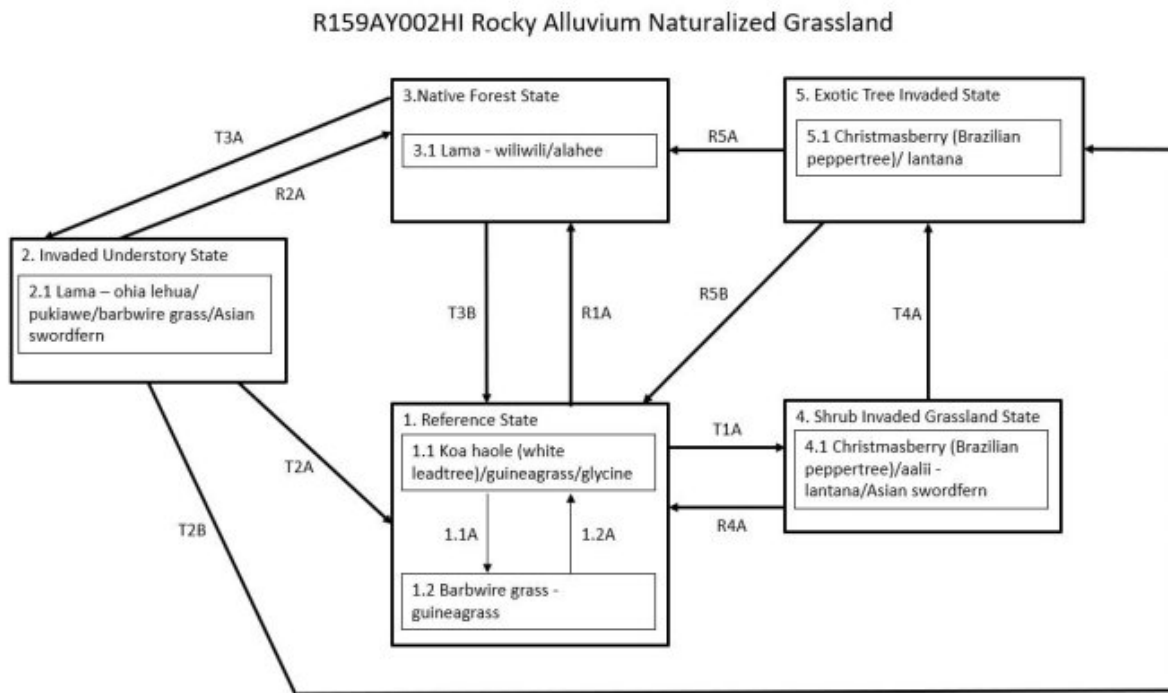 R159AY002HI Rocky Alluvium Naturalized Grassland
3.Native Forest State
3.1 Lama - wiliwili/alahee
5. Exotic Tree Invaded State
5.1 Christmasberry (Brazilian
peppertree)/ lantana
T3A
R2A
R5A
2. Invaded Understory State
2.1 Lama – ohia lehua/
pukiawe/barbwire grass/Asian
swordfern
T3B
R1A
R5B
T4A
1. Reference State
1.1 Koa haole (white
leadtree)/guineagrass/glycine
1.1A
1.2A
1.2 Barbwire grass -
guineagrass
T1A
R4A
4. Shrub Invaded Grassland State
4.1 Christmasberry (Brazilian
peppertree)/aalii -
lantana/Asian swordfern
T2A
T2B